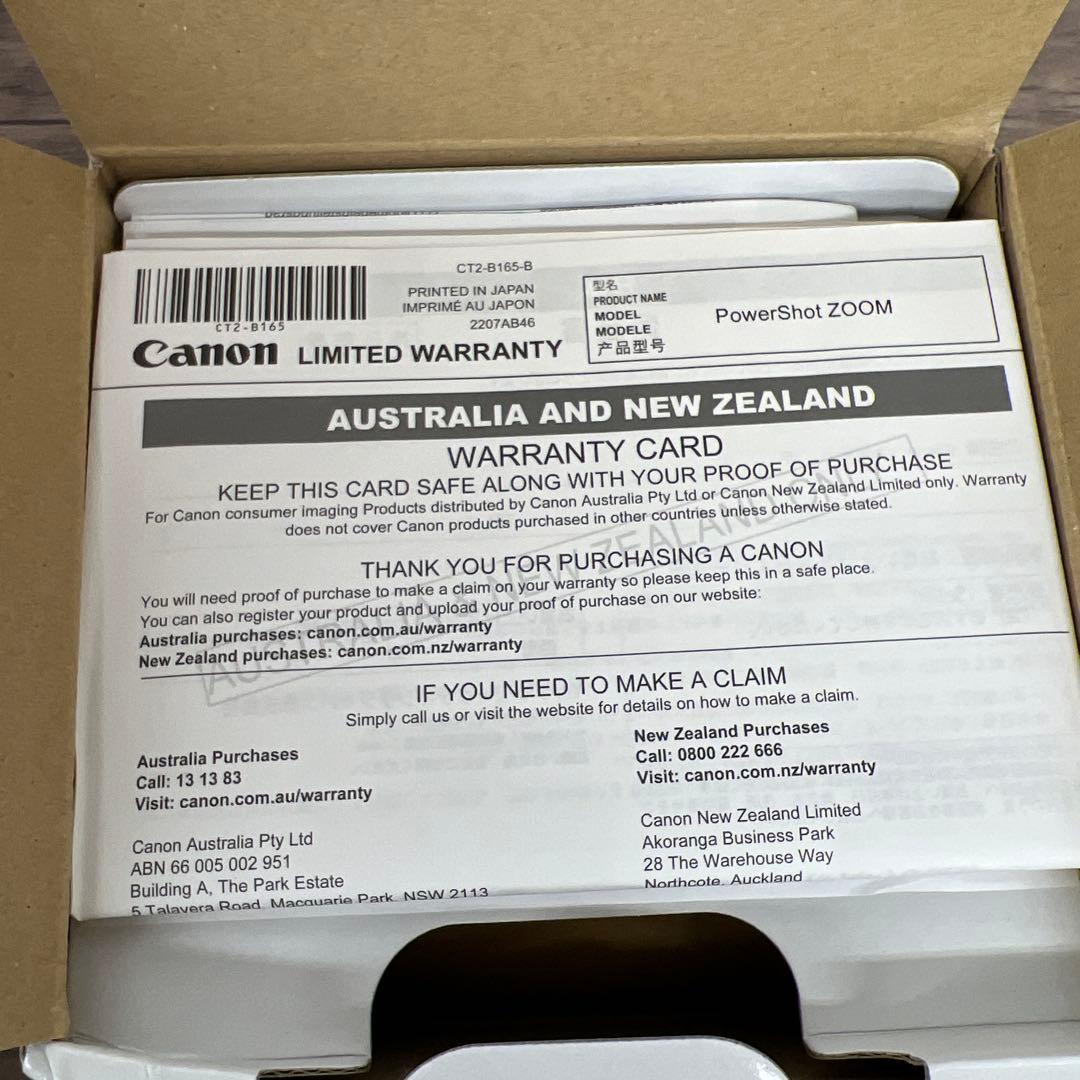 CT2-B165
CT2-B165-B
PRINTED IN JAPAN
IMPRIMÉ AU JAPON
2207AB46
Canon LIMITED WARRANTY
型名
PRODUCT NAME
MODEL
MODELE
产品型号
PowerShot ZOOM
AUSTRALIA AND NEW ZEALAND
WARRANTY CARD
KEEP THIS CARD SAFE ALONG WITH YOUR PROOF OF PURCHASE
For Canon consumer imaging Products distributed by Canon Australia Pty Ltd or Canon New Zealand Limited only. Warranty
does not cover Canon products purchased in other countries unless otherwise stated.
THANK YOU FOR PURCHASING A CANON
You will need proof of purchase to make a claim on your warranty so please keep this in a safe place.
You can also register your product and upload your proof of purchase on our website:
Australia purchases: canon.com.au/warranty
New Zealand purchases: canon.com.nz/warranty
AUSTRALIA & NEW ZEALAND ONLY
IF YOU NEED TO MAKE A CLAIM
Simply call us or visit the website for details on how to make a claim.
Australia Purchases
Call: 13 13 83
Visit: canon.com.au/warranty
Canon Australia Pty Ltd
ABN 66 005 002 951
Building A, The Park Estate
5 Talavera Road, Macquarie Park, NSW 2113
New Zealand Purchases
Call: 0800 222 666
Visit: canon.com.nz/warranty
Canon New Zealand Limited
Akoranga Business Park
28 The Warehouse Way
Northcote, Auckland